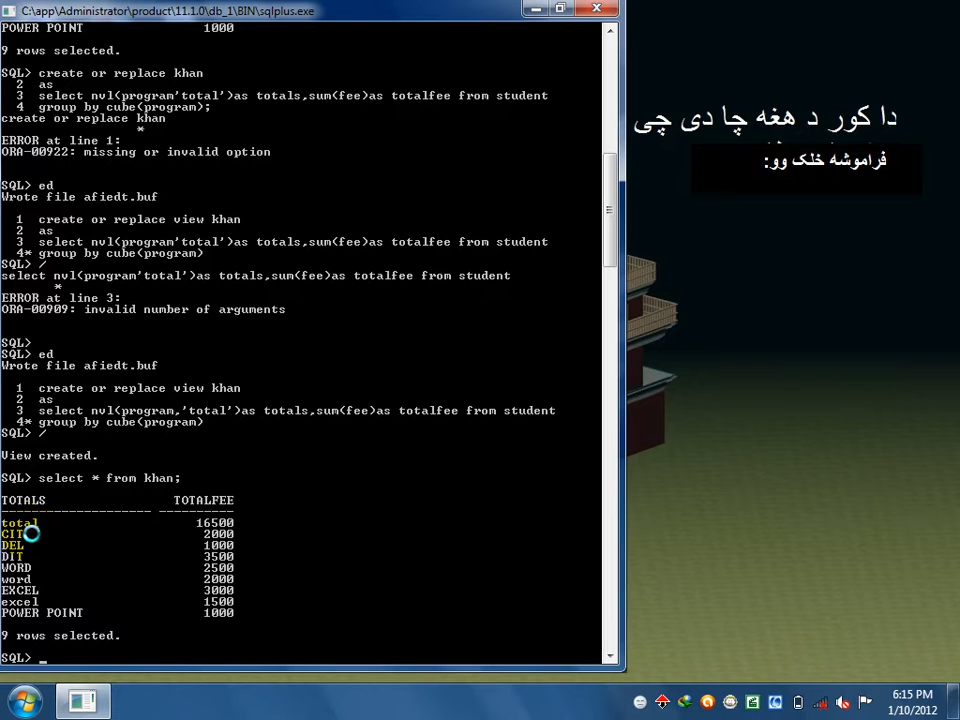 C:\app\Administrator\product\11.1.0\db_1\BIN\sqlplus.exe
POWER POINT 1000
9 rows selected.
SQL> create or replace khan
2 as
3 select nvl(program'total')as totals,sum(fee)as totalfee from student
4 group by cube(program);
create or replace khan
*
ERROR at line 1:
ORA-00922: missing or invalid option
SQL> ed
Wrote file afiedt.buf
1 create or replace view khan
2 as
3 select nvl(program'total')as totals,sum(fee)as totalfee from student
4* group by cube(program)
SQL> /
select nvl(program'total')as totals,sum(fee)as totalfee from student
*
ERROR at line 3:
ORA-00909: invalid number of arguments
SQL>
SQL> ed
Wrote file afiedt.buf
1 create or replace view khan
2 as
3 select nvl(program,'total')as totals,sum(fee)as totalfee from student
4* group by cube(program)
SQL> /
View created.
SQL> select * from khan;
TOTALS TOTALFEE
-------------------- ----------
total 16500
CIT 2000
DEL 1000
DIT 3500
WORD 2500
word 2000
EXCEL 3000
excel 1500
POWER POINT 1000
9 rows selected.
SQL> _
دا کور د هغه چا دی چی
فراموشه خلک وو:
6:15 PM
1/10/2012